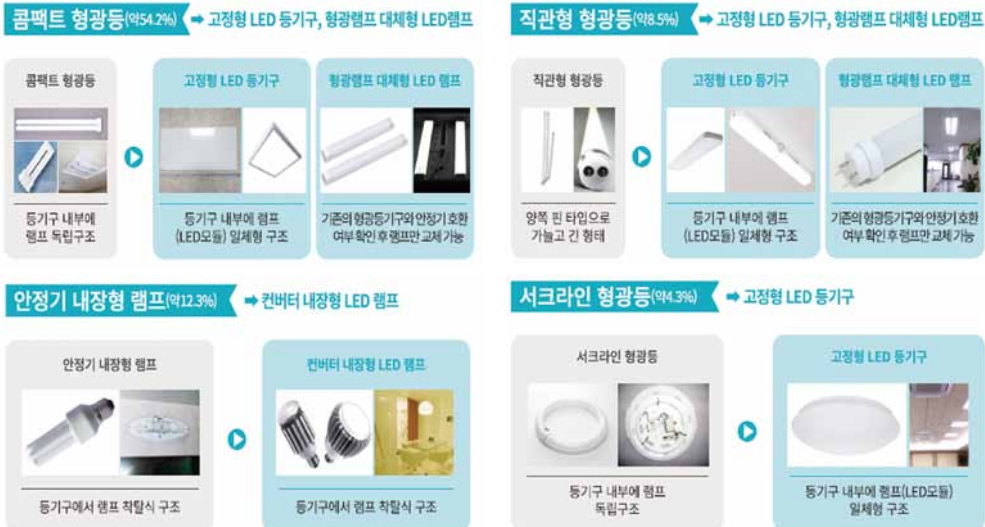 콤팩트 형광등(약54.2%) ➡ 고정형 LED 등기구, 형광램프 대체형 LED램프
콤팩트 형광등
등기구 내부에
램프 독립구조
고정형 LED 등기구
등기구 내부에 램프
(LED모듈) 일체형 구조
형광램프 대체형 LED 램프
기존의 형광등기구와 안정기 호환
여부 확인 후 램프만 교체 가능
직관형 형광등(약8.5%) ➡ 고정형 LED 등기구, 형광램프 대체형 LED램프
직관형 형광등
양쪽 핀 타입으로
가늘고 긴 형태
고정형 LED 등기구
등기구 내부에 램프
(LED모듈) 일체형 구조
형광램프 대체형 LED 램프
기존의 형광등기구와 안정기 호환
여부 확인 후 램프만 교체 가능
안정기 내장형 램프(약12.3%) ➡ 컨버터 내장형 LED 램프
안정기 내장형 램프
등기구에서 램프 착탈식 구조
컨버터 내장형 LED 램프
등기구에서 램프 착탈식 구조
서크라인 형광등(약4.3%) ➡ 고정형 LED 등기구
서크라인 형광등
등기구 내부에 램프
독립구조
고정형 LED 등기구
등기구 내부에 램프(LED모듈)
일체형 구조